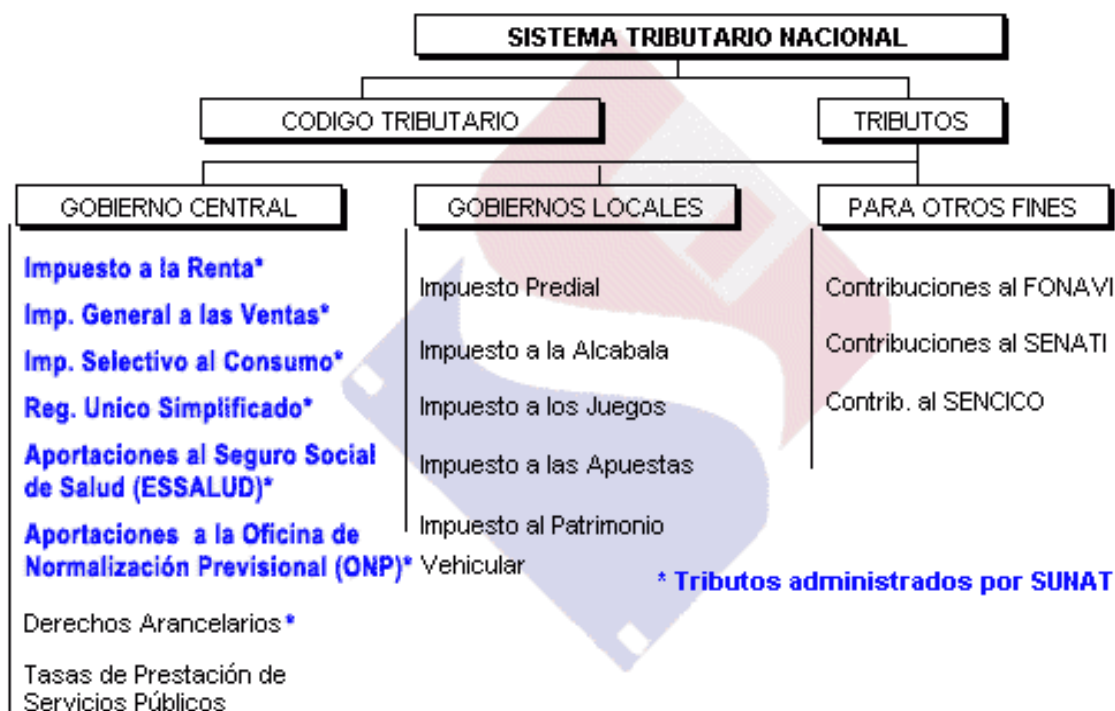 SISTEMA TRIBUTARIO NACIONAL
CODIGO TRIBUTARIO
TRIBUTOS
GOBIERNO CENTRAL
Impuesto a la Renta*
Imp. General a las Ventas*
Imp. Selectivo al Consumo*
Reg. Unico Simplificado*
Aportaciones al Seguro Social
de Salud (ESSALUD)*
Aportaciones a la Oficina de
Normalización Previsional (ONP)*
Derechos Arancelarios*
Tasas de Prestación de
Servicios Públicos
GOBIERNOS LOCALES
Impuesto Predial
Impuesto a la Alcabala
Impuesto a los Juegos
Impuesto a las Apuestas
Impuesto al Patrimonio
Vehicular
PARA OTROS FINES
Contribuciones al FONAVI
Contribuciones al SENATI
Contrib. al SENCICO
* Tributos administrados por SUNAT